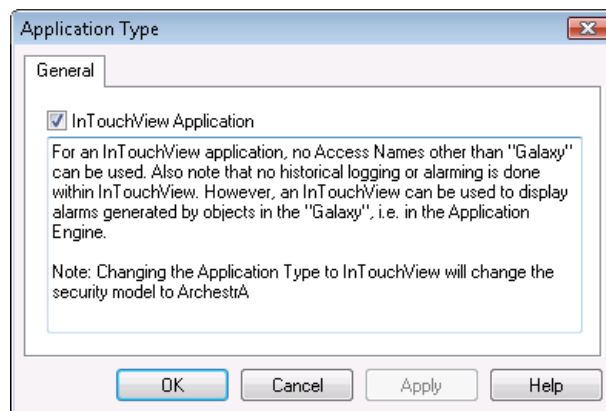 Application Type
General
InTouchView Application
For an InTouchView application, no Access Names other than "Galaxy"
can be used. Also note that no historical logging or alarming is done
within InTouchView. However, an InTouchView can be used to display
alarms generated by objects in the "Galaxy", i.e. in the Application
Engine.
Note: Changing the Application Type to InTouchView will change the
security model to ArchestrA
OK Cancel Apply Help